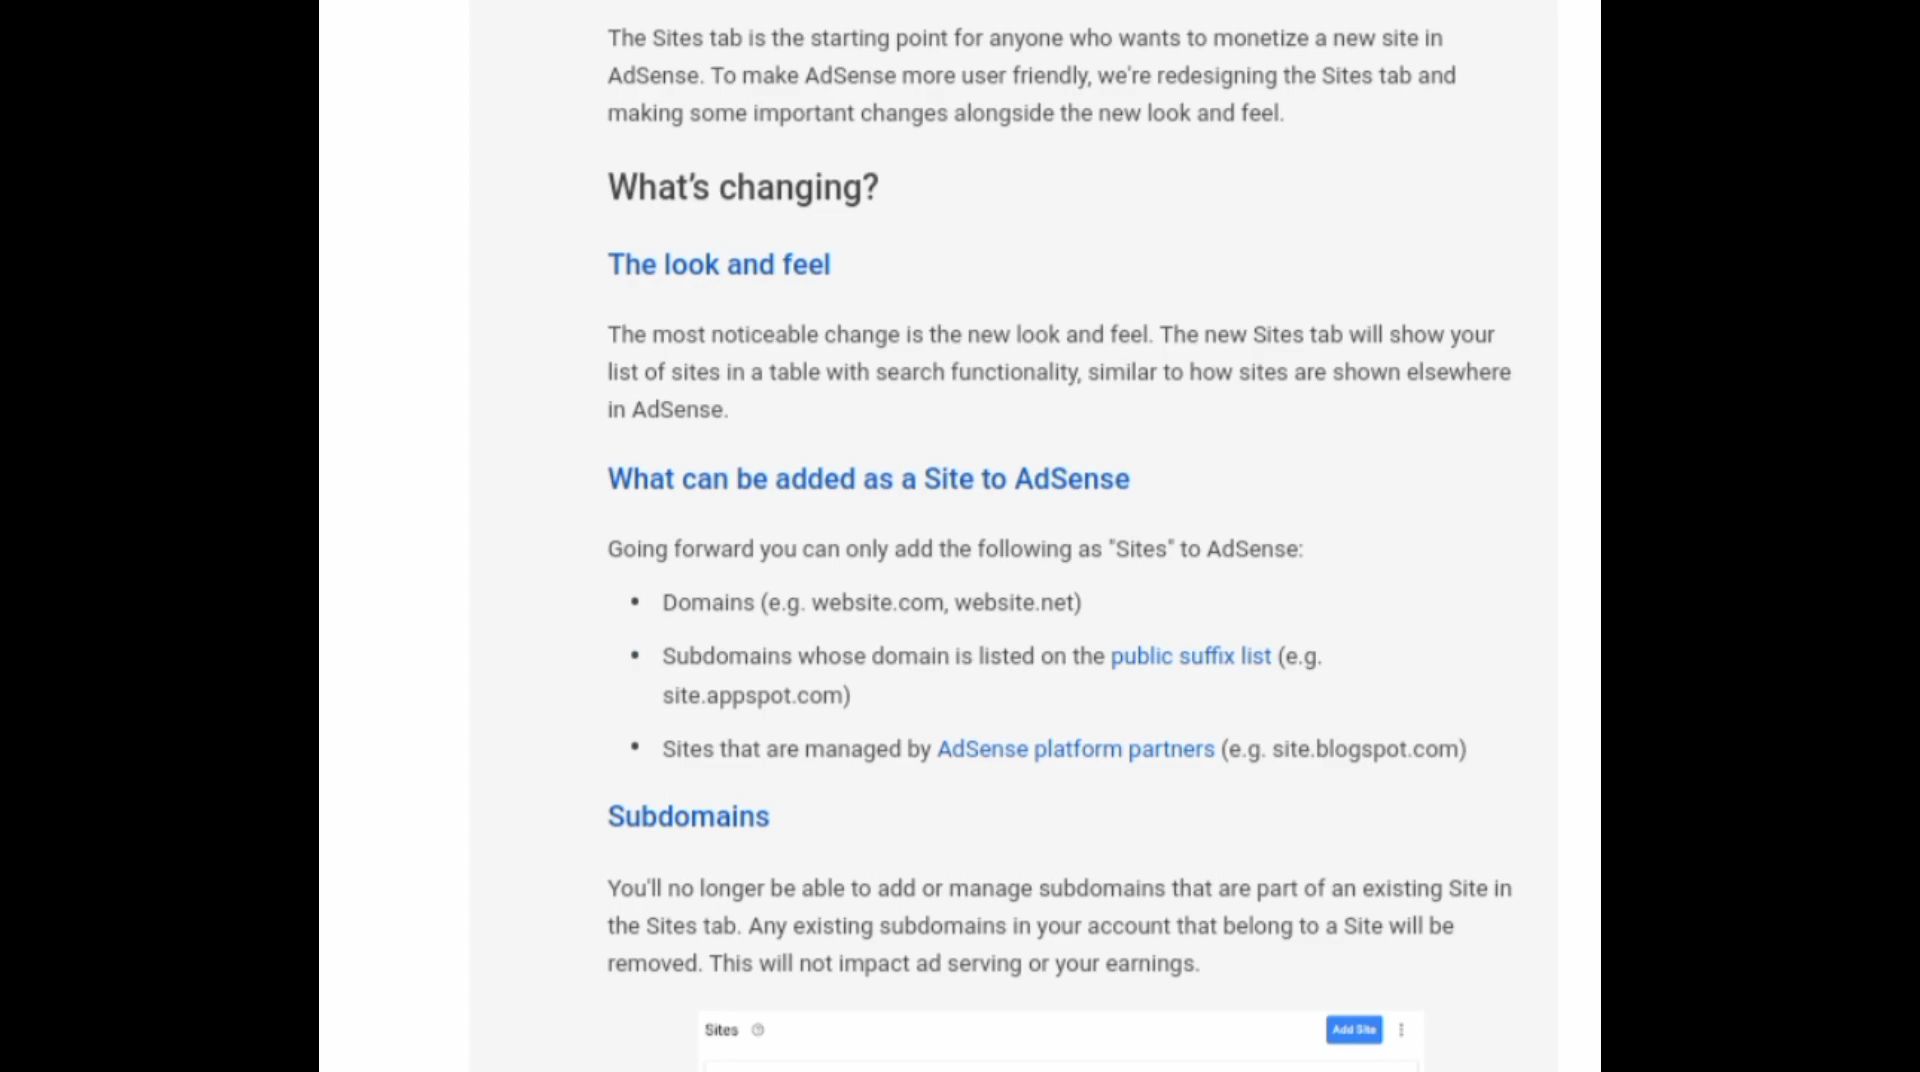 The Sites tab is the starting point for anyone who wants to monetize a new site in
AdSense. To make AdSense more user friendly, we're redesigning the Sites tab and
making some important changes alongside the new look and feel.
What's changing?
The look and feel
The most noticeable change is the new look and feel. The new Sites tab will show your
list of sites in a table with search functionality, similar to how sites are shown elsewhere
in AdSense.
What can be added as a Site to AdSense
Going forward you can only add the following as "Sites" to AdSense:
• Domains (e.g. website.com, website.net)
• Subdomains whose domain is listed on the public suffix list (e.g.
site.appspot.com)
• Sites that are managed by AdSense platform partners (e.g. site.blogspot.com)
Subdomains
You'll no longer be able to add or manage subdomains that are part of an existing Site in
the Sites tab. Any existing subdomains in your account that belong to a Site will be
removed. This will not impact ad serving or your earnings.
Sites Add Site